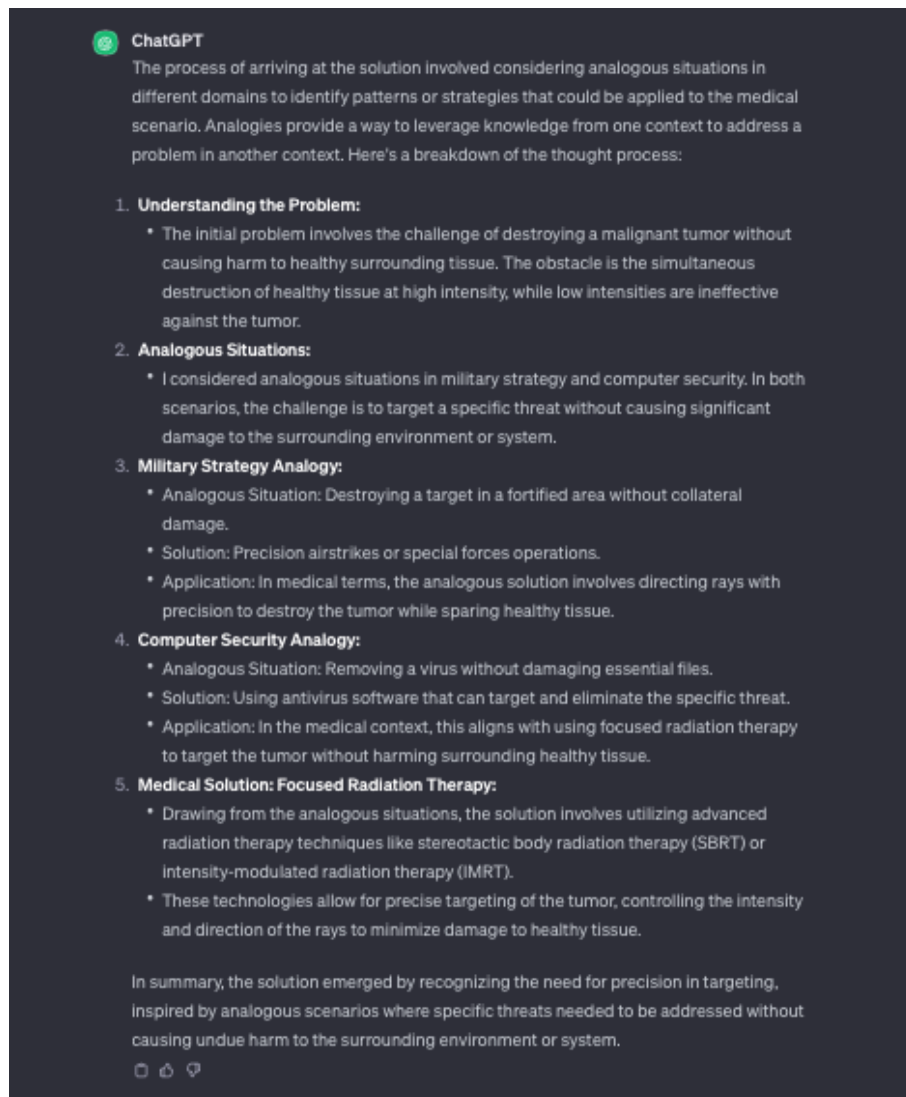 ChatGPT
The process of arriving at the solution involved considering analogous situations in
different domains to identify patterns or strategies that could be applied to the medical
scenario. Analogies provide a way to leverage knowledge from one context to address a
problem in another context. Here's a breakdown of the thought process:
1. Understanding the Problem:
• The initial problem involves the challenge of destroying a malignant tumor without
causing harm to healthy surrounding tissue. The obstacle is the simultaneous
destruction of healthy tissue at high intensity, while low intensities are ineffective
against the tumor.
2. Analogous Situations:
• I considered analogous situations in military strategy and computer security. In both
scenarios, the challenge is to target a specific threat without causing significant
damage to the surrounding environment or system.
3. Military Strategy Analogy:
• Analogous Situation: Destroying a target in a fortified area without collateral
damage.
• Solution: Precision airstrikes or special forces operations.
• Application: In medical terms, the analogous solution involves directing rays with
precision to destroy the tumor while sparing healthy tissue.
4. Computer Security Analogy:
• Analogous Situation: Removing a virus without damaging essential files.
• Solution: Using antivirus software that can target and eliminate the specific threat.
• Application: In the medical context, this aligns with using focused radiation therapy
to target the tumor without harming surrounding healthy tissue.
5. Medical Solution: Focused Radiation Therapy:
• Drawing from the analogous situations, the solution involves utilizing advanced
radiation therapy techniques like stereotactic body radiation therapy (SBRT) or
intensity-modulated radiation therapy (IMRT).
• These technologies allow for precise targeting of the tumor, controlling the intensity
and direction of the rays to minimize damage to healthy tissue.
In summary, the solution emerged by recognizing the need for precision in targeting,
inspired by analogous scenarios where specific threats needed to be addressed without
causing undue harm to the surrounding environment or system.